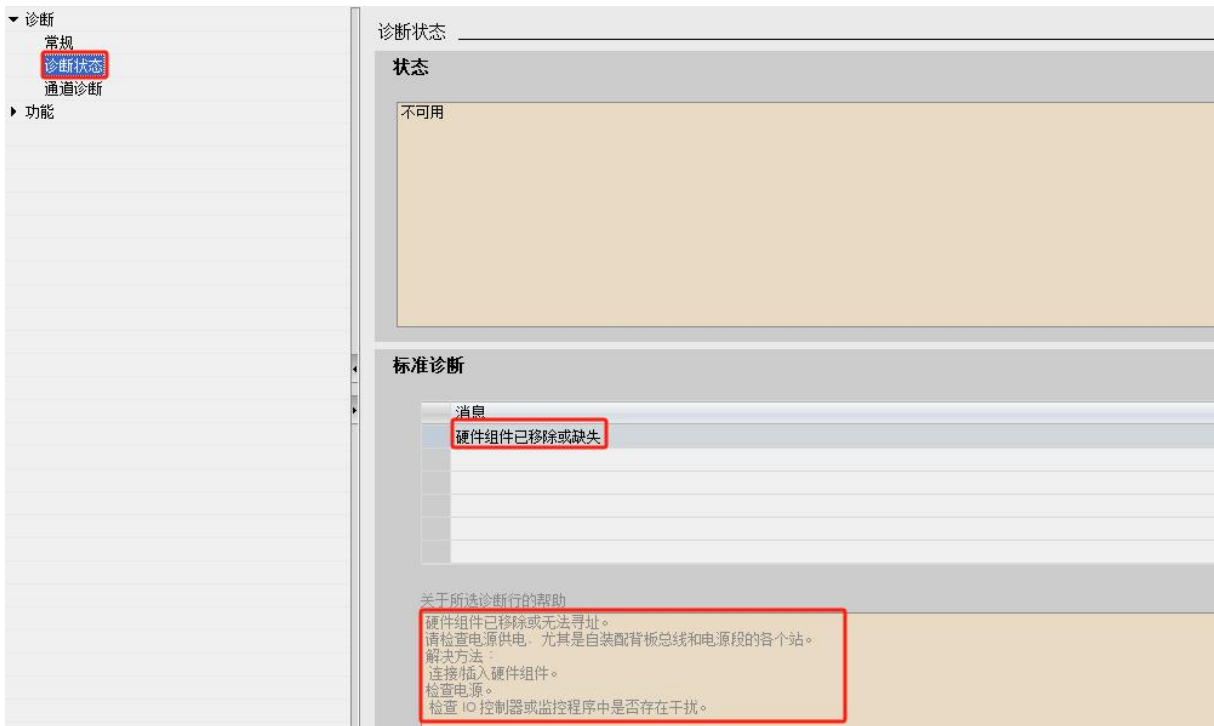 诊断
常规
诊断状态
通道诊断
功能
诊断状态
状态
不可用
标准诊断
消息
硬件组件已移除或缺失
关于所选诊断行的帮助
硬件组件已移除或无法寻址。
请检查电源供电，尤其是自装配背板总线和电源段的各个站。
解决方法：
连接/插入硬件组件。
检查电源。
检查 IO 控制器或监控程序中是否存在干扰。